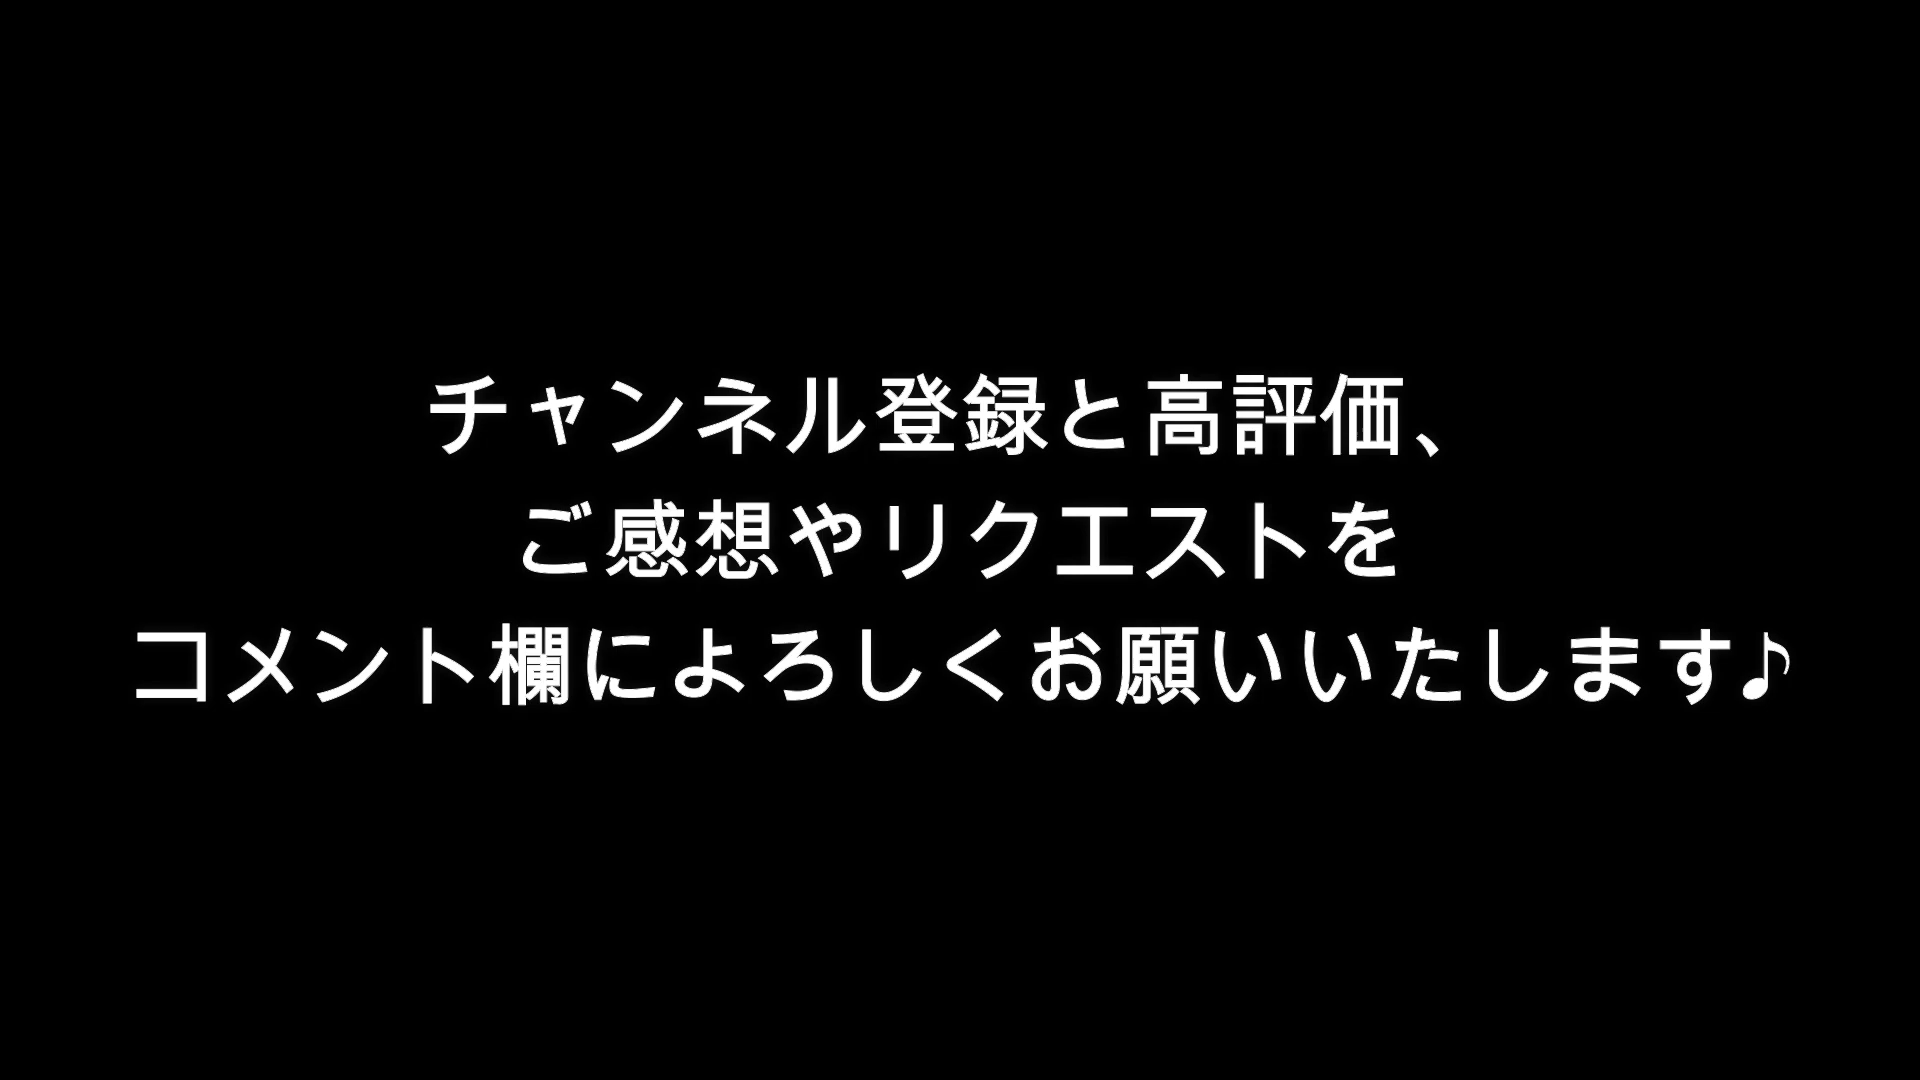 チャンネル登録と高評価、
ご感想やリクエストを
コメント欄によろしくお願いいたします♪